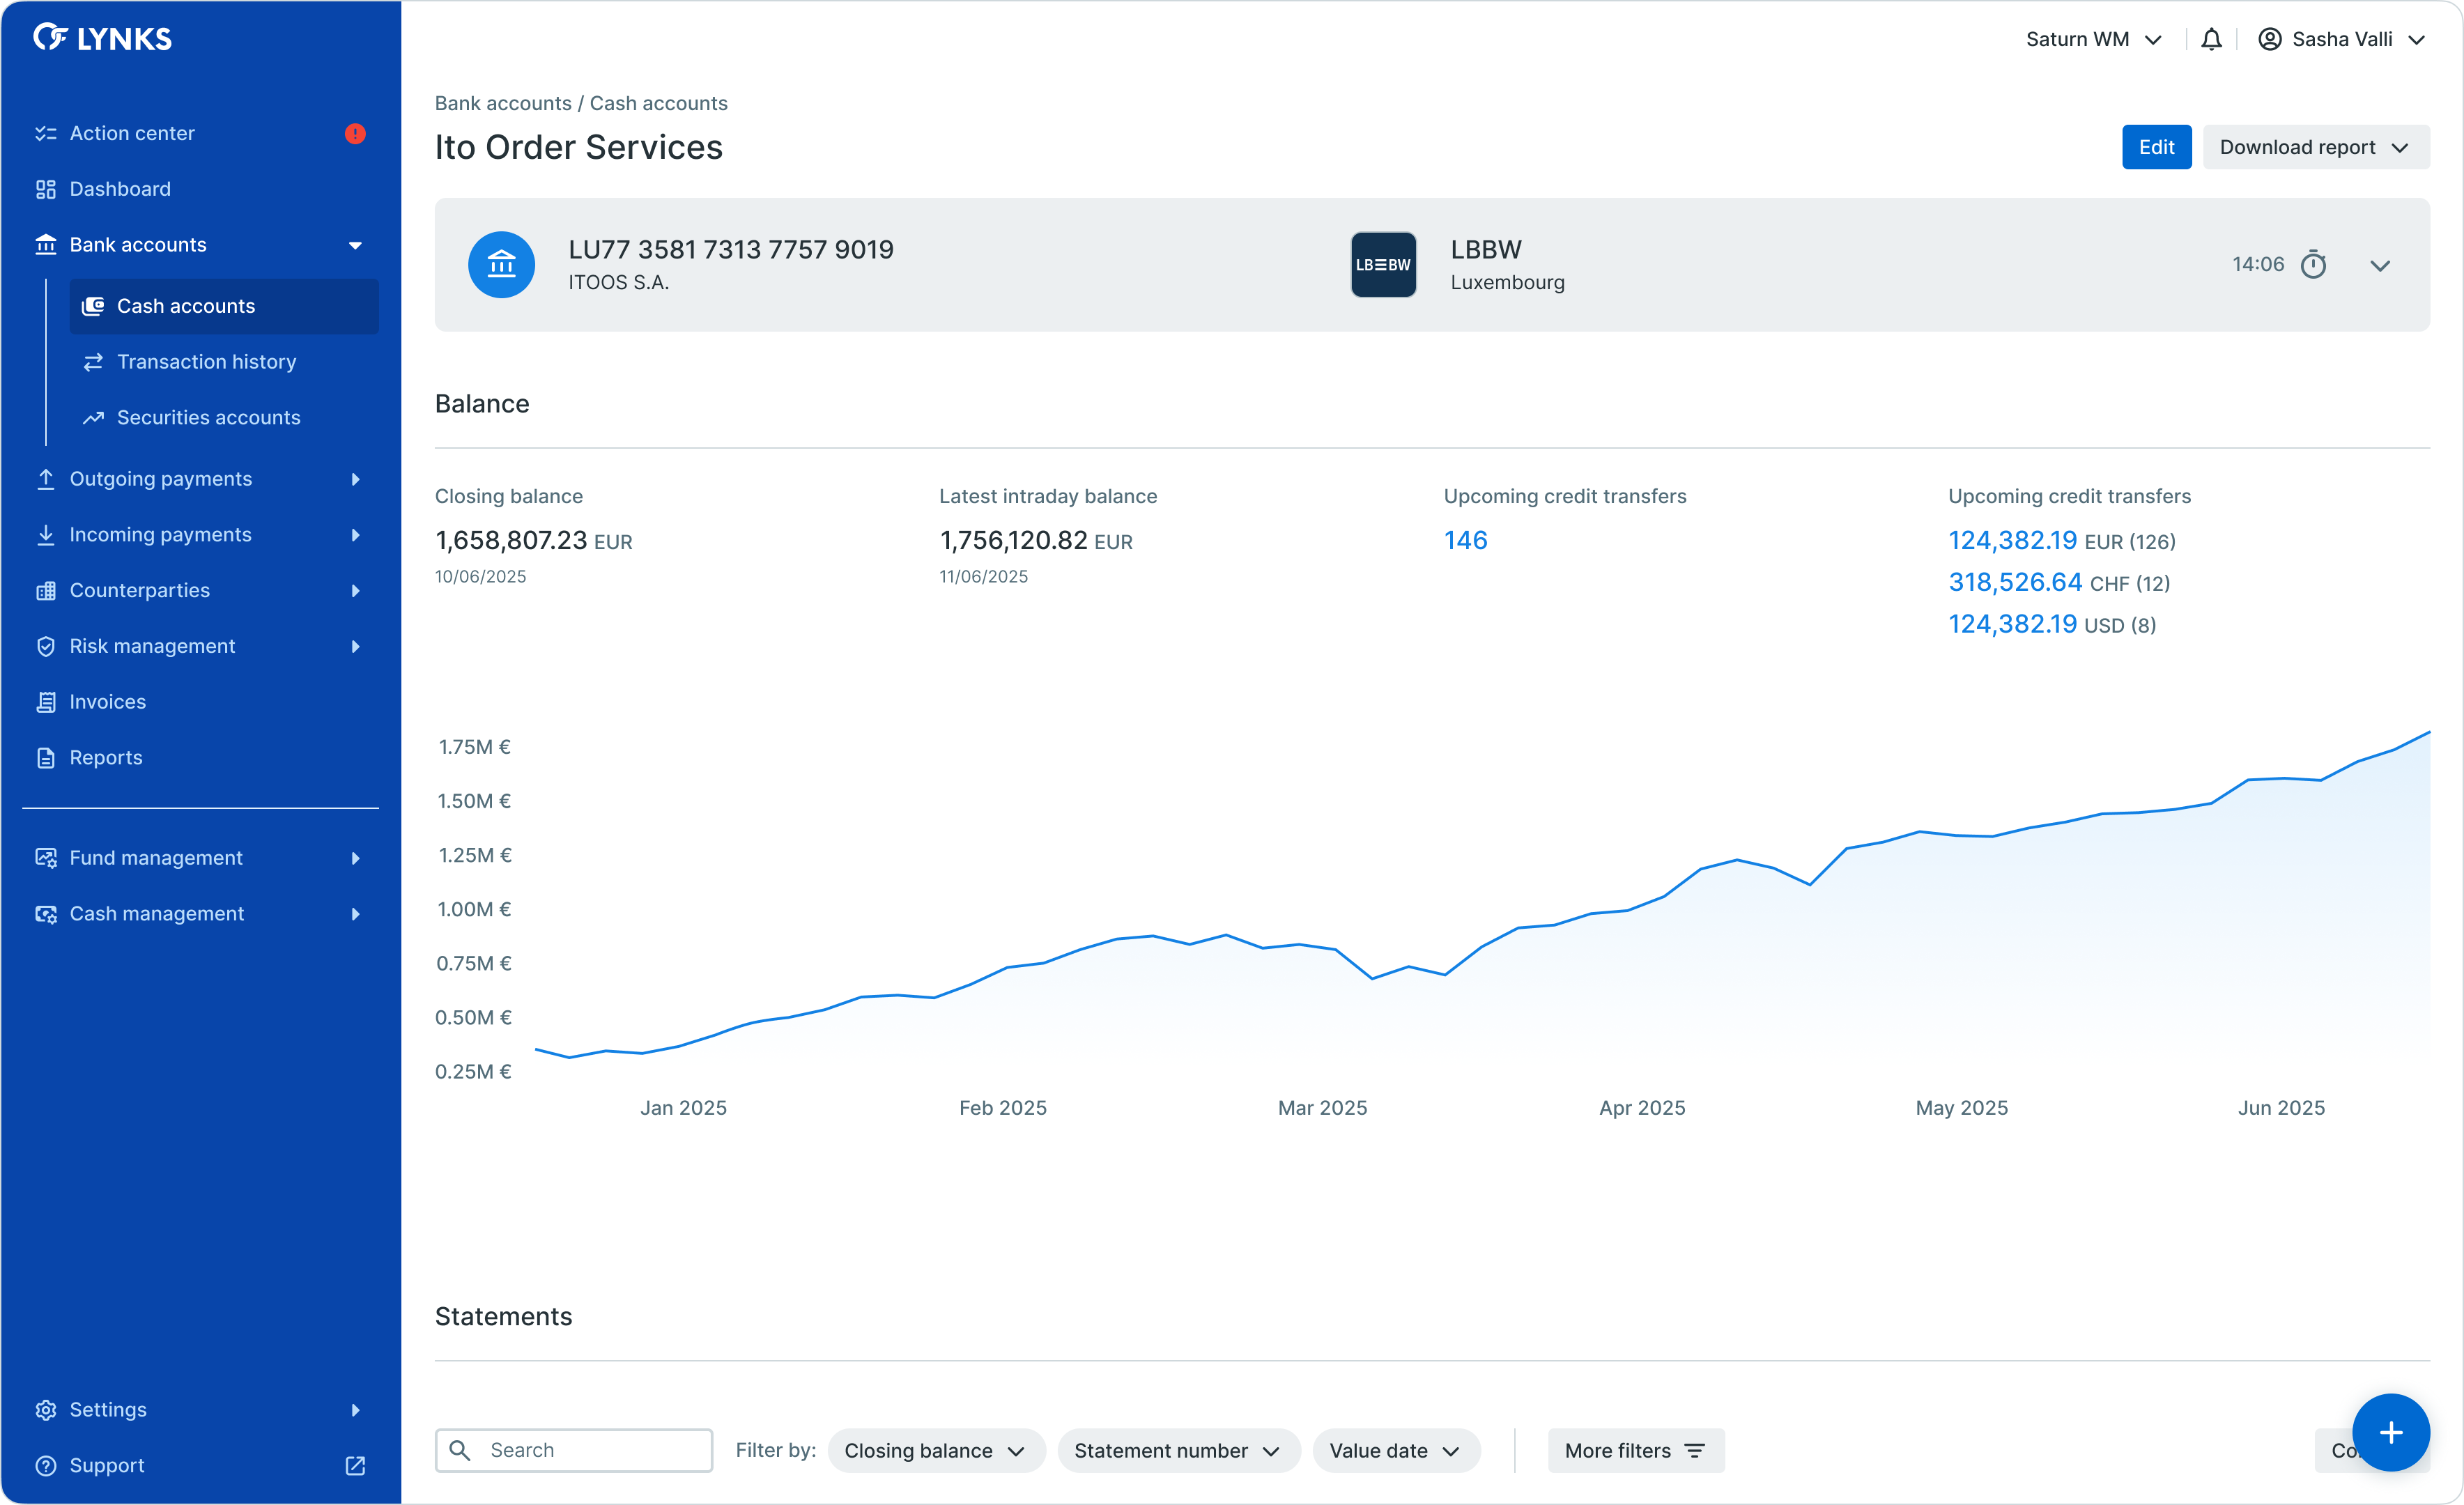 LYNKS
Action center
Dashboard
Bank accounts
Cash accounts
Transaction history
Securities accounts
Outgoing payments
Incoming payments
Counterparties
Risk management
Invoices
Reports
Fund management
Cash management
Settings
Support
Saturn WM
Sasha Valli
Bank accounts / Cash accounts
Ito Order Services
Edit
Download report
LU77 3581 7313 7757 9019
ITOOS S.A.
LB≡BW
LBBW
Luxembourg
14:06
Balance
Closing balance
1,658,807.23 EUR
10/06/2025
Latest intraday balance
1,756,120.82 EUR
11/06/2025
Upcoming credit transfers
146
Upcoming credit transfers
124,382.19 EUR (126)
318,526.64 CHF (12)
124,382.19 USD (8)
1.75M €
1.50M €
1.25M €
1.00M €
0.75M €
0.50M €
0.25M €
Jan 2025 Feb 2025 Mar 2025 Apr 2025 May 2025 Jun 2025
Statements
Search
Filter by: Closing balance Statement number Value date More filters